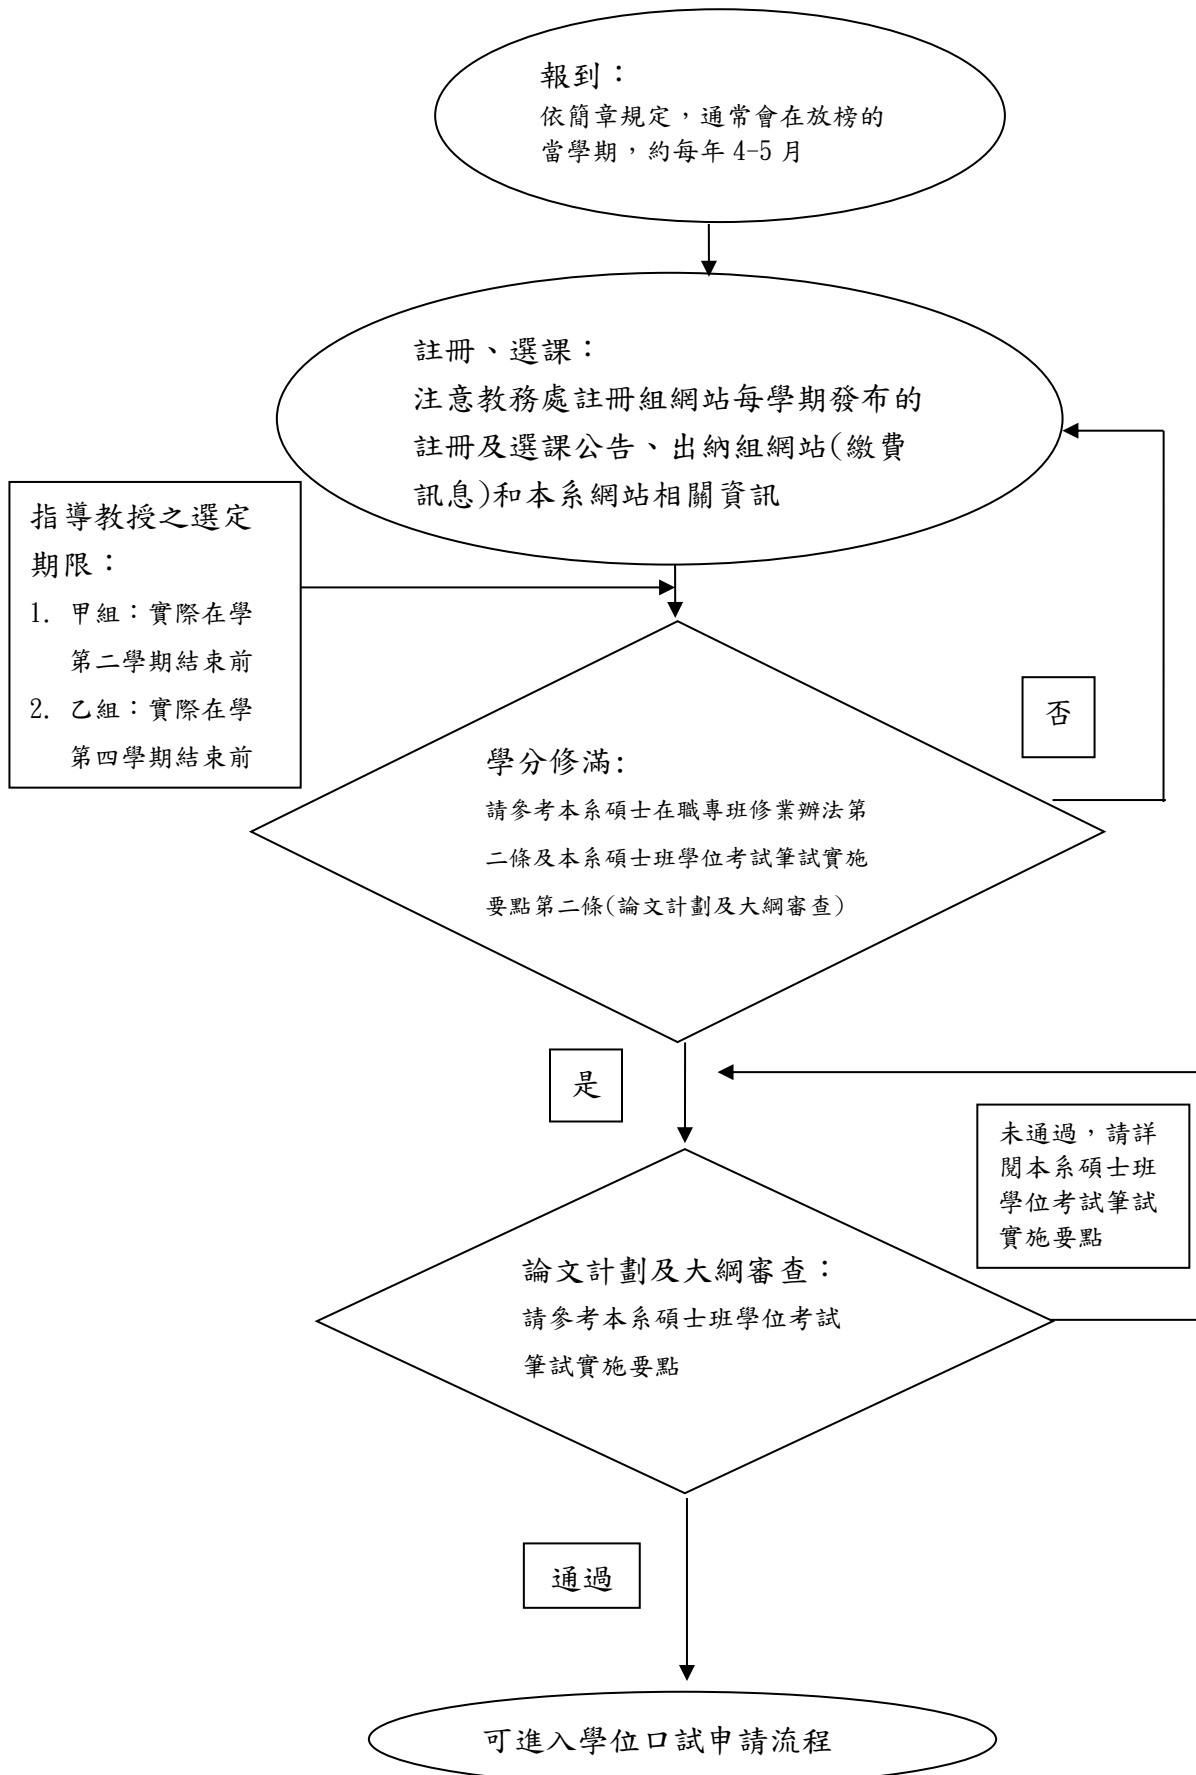 報到：
依簡章規定，通常會在放榜的
當學期，約每年 4-5 月
註冊、選課：
注意教務處註冊組網站每學期發布的
註冊及選課公告、出納組網站(繳費
訊息)和本系網站相關資訊
指導教授之選定
期限：
1. 甲組：實際在學
第二學期結束前
2. 乙組：實際在學
第四學期結束前
否
學分修滿:
請參考本系碩士在職專班修業辦法第
二條及本系碩士班學位考試筆試實施
要點第二條(論文計劃及大綱審查)
是
未通過，請詳
閱本系碩士班
學位考試筆試
實施要點
論文計劃及大綱審查：
請參考本系碩士班學位考試
筆試實施要點
通過
可進入學位口試申請流程